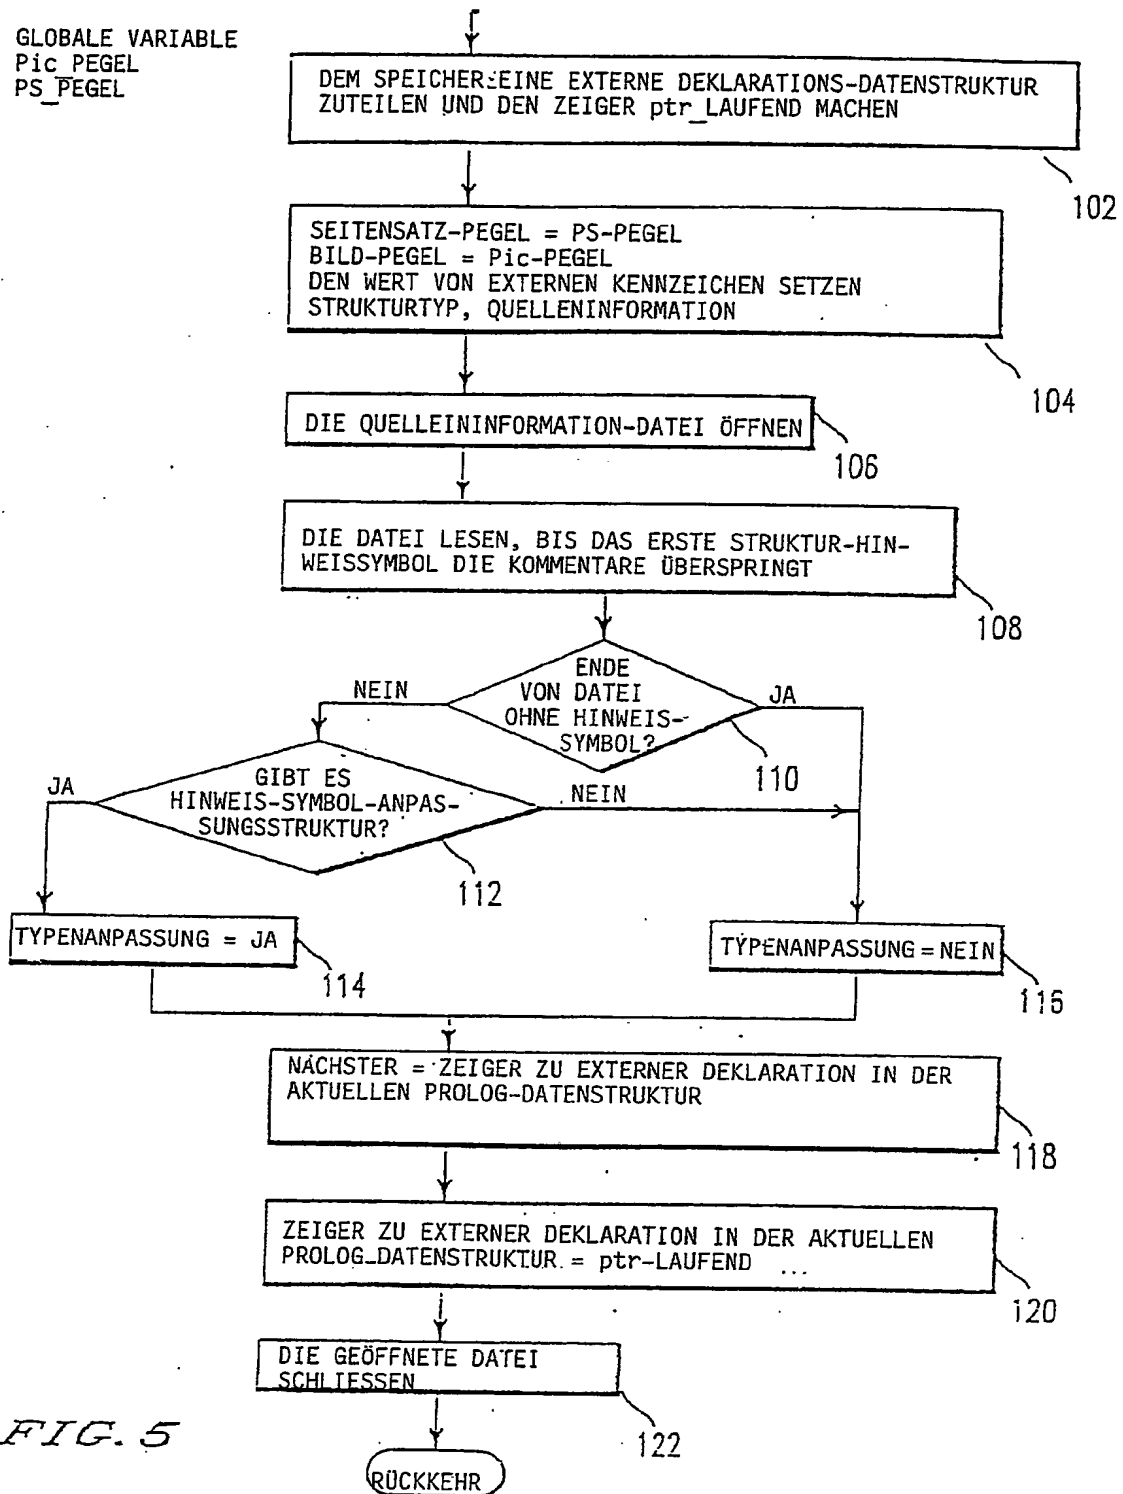 GLOBALE VARIABLE
Pic_PEGEL
PS_PEGEL
DEM SPEICHER EINE EXTERNE DEKLARATIONS-DATENSTRUKTUR
ZUTEILEN UND DEN ZEIGER ptr_LAUFEND MACHEN
102
SEITENSATZ-PEGEL = PS-PEGEL
BILD-PEGEL = Pic-PEGEL
DEN WERT VON EXTERNEN KENNZEICHEN SETZEN
STRUKTURTYP, QUELLENINFORMATION
104
DIE QUELLEININFORMATION-DATEI ÖFFNEN
106
DIE DATEI LESEN, BIS DAS ERSTE STRUKTUR-HIN-
WEISSYMBOL DIE KOMMENTARE ÜBERSPRINGT
108
ENDE
VON DATEI
OHNE HINWEIS-
SYMBOL?
NEIN
JA
110
GIBT ES
HINWEIS-SYMBOL-ANPAS-
SUNGSSTRUKTUR?
JA
NEIN
112
TYPENANPASSUNG = JA
114
TYPENANPASSUNG = NEIN
116
NÄCHSTER = ZEIGER ZU EXTERNER DEKLARATION IN DER
AKTUELLEN PROLOG-DATENSTRUKTUR
118
ZEIGER ZU EXTERNER DEKLARATION IN DER AKTUELLEN
PROLOG-DATENSTRUKTUR = ptr-LAUFEND
120
DIE GEÖFFNETE DATEI
SCHLIESSEN
122
RÜCKKEHR
FIG. 5